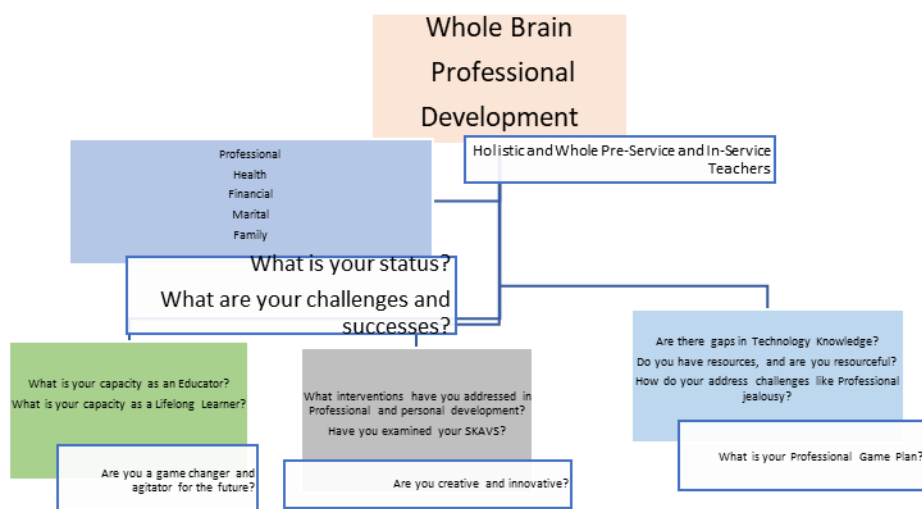 Whole Brain
Professional
Development
Holistic and Whole Pre-Service and In-Service
Teachers
Professional
Health
Financial
Marital
Family
What is your status?
What are your challenges and
successes?
What is your capacity as an Educator?
What is your capacity as a Lifelong Learner?
Are you a game changer and
agitator for the future?
What interventions have you addressed in
Professional and personal development?
Have you examined your SKAVS?
Are you creative and innovative?
Are there gaps in Technology Knowledge?
Do you have resources, and are you resourceful?
How do your address challenges like Professional
jealousy?
What is your Professional Game Plan?